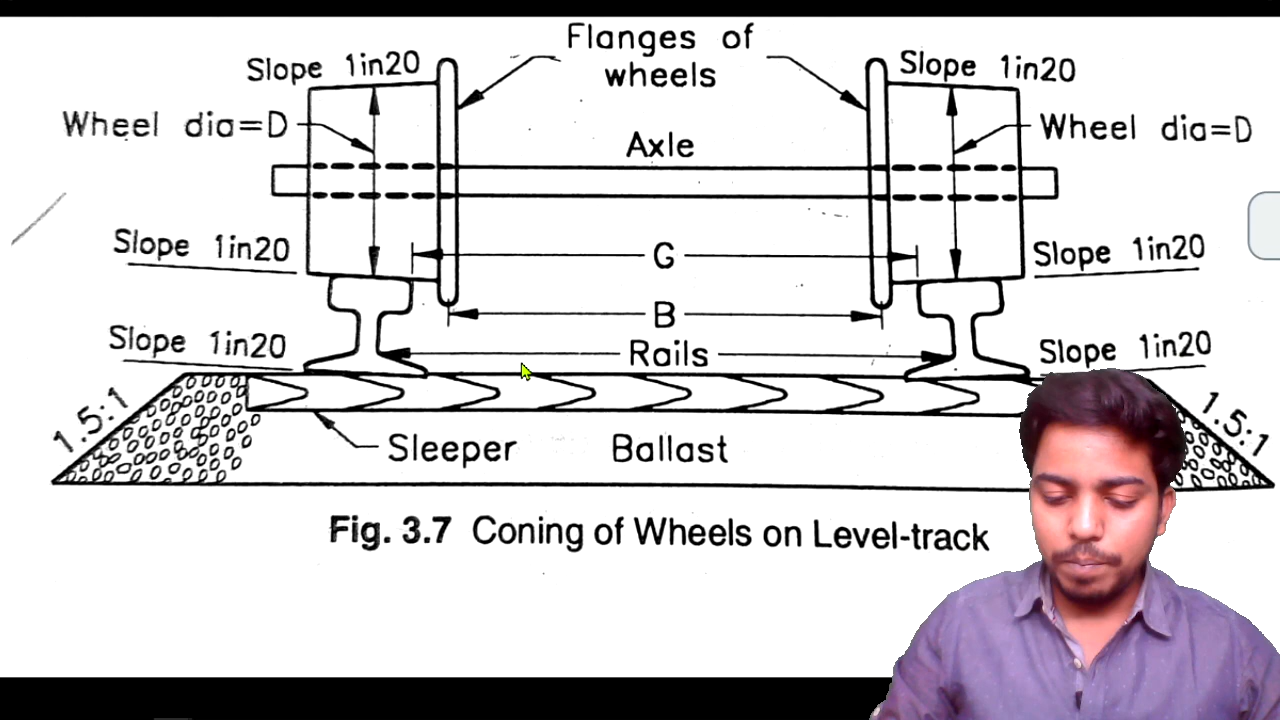 Flanges of
wheels
Slope 1in20
Slope 1in20
Wheel dia=D
Wheel dia=D
Axle
Slope 1in20
G
Slope 1in20
B
Slope 1in20
Rails
Slope 1in20
1.5:1
1.5:1
Sleeper
Ballast
Fig. 3.7 Coning of Wheels on Level-track